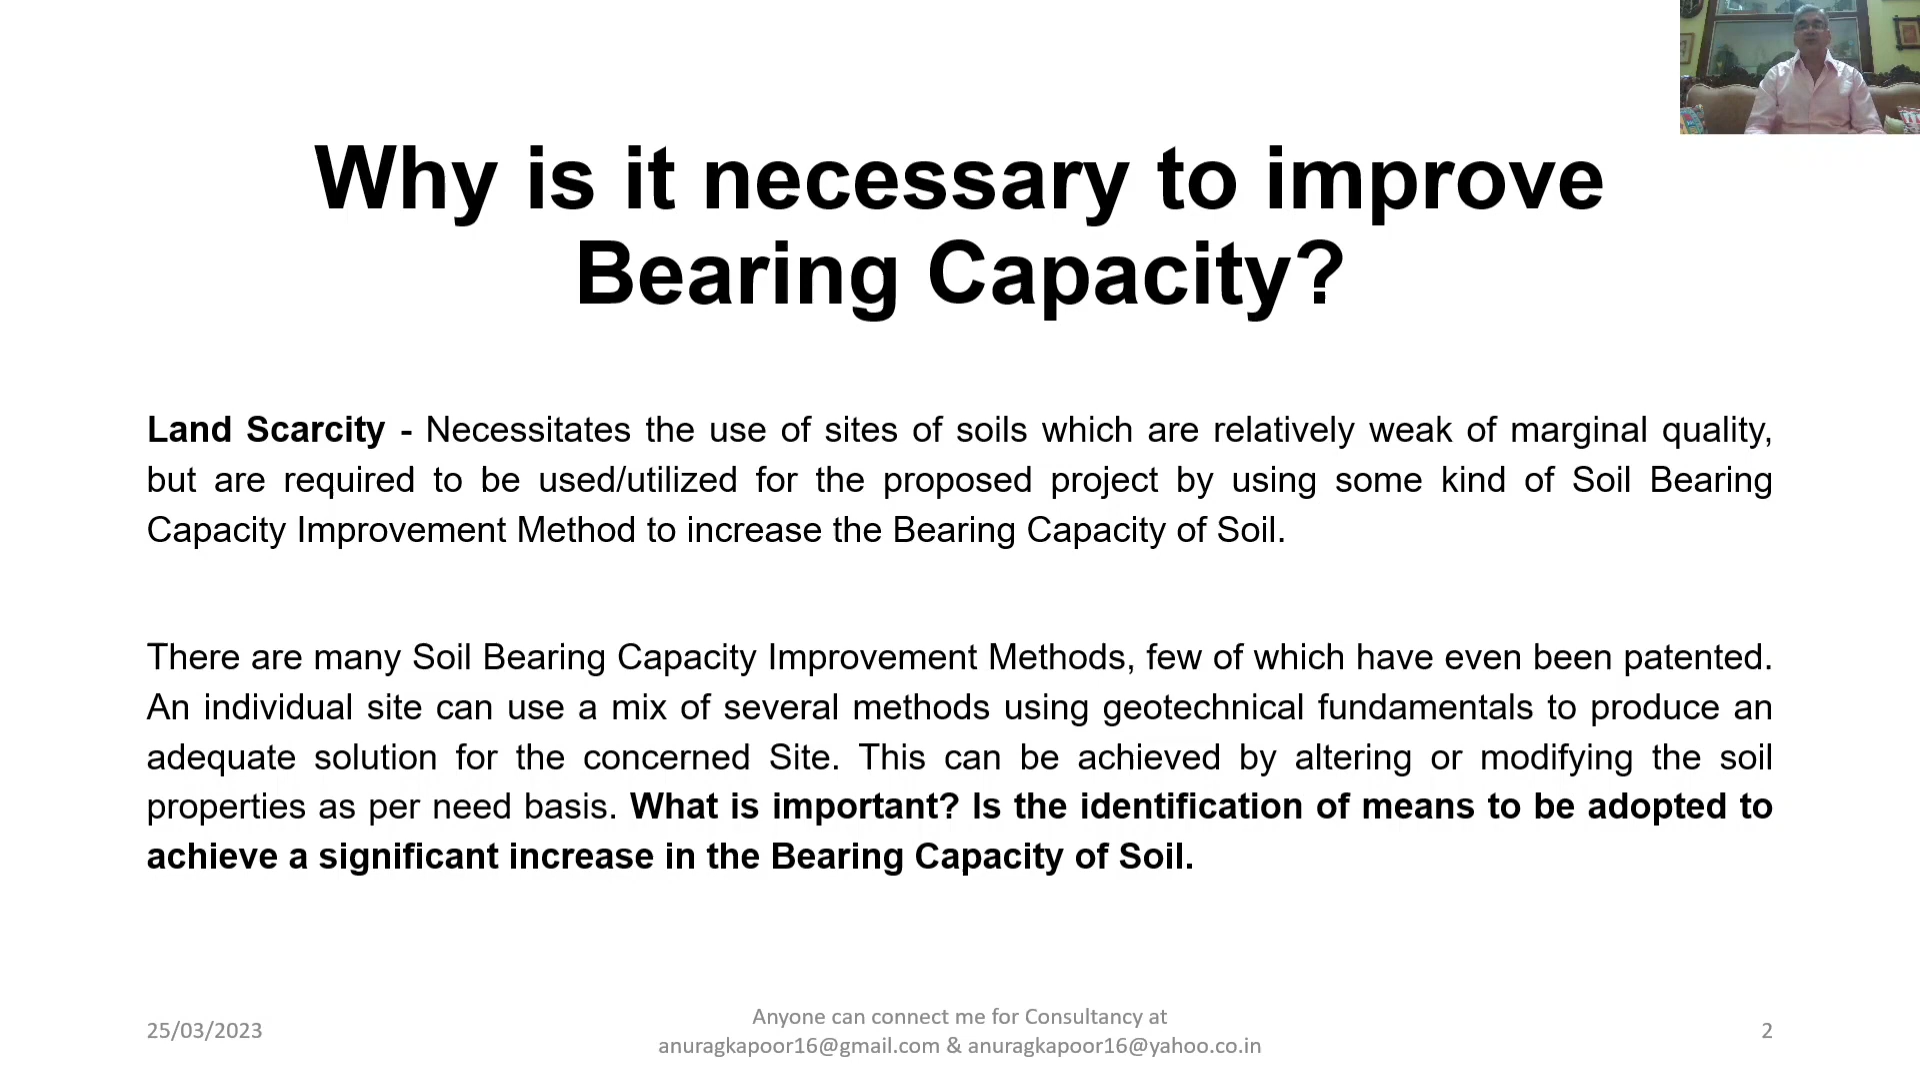 Why is it necessary to improve
Bearing Capacity?
Land Scarcity - Necessitates the use of sites of soils which are relatively weak of marginal quality,
but are required to be used/utilized for the proposed project by using some kind of Soil Bearing
Capacity Improvement Method to increase the Bearing Capacity of Soil.
There are many Soil Bearing Capacity Improvement Methods, few of which have even been patented.
An individual site can use a mix of several methods using geotechnical fundamentals to produce an
adequate solution for the concerned Site. This can be achieved by altering or modifying the soil
properties as per need basis. What is important? Is the identification of means to be adopted to
achieve a significant increase in the Bearing Capacity of Soil.
25/03/2023
Anyone can connect me for Consultancy at
anuragkapoor16@gmail.com & anuragkapoor16@yahoo.co.in
2